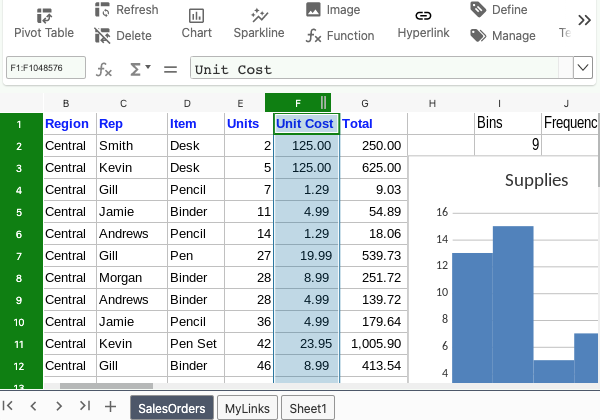 Pivot Table
Refresh
Delete
Chart
Sparkline
Image
Function
Hyperlink
Define
Manage
F1:F1048576
Unit Cost
B C D E F G H I J
1 Region Rep Item Units Unit Cost Total Bins Frequenc
2 Central Smith Desk 2 125.00 250.00 9
3 Central Kevin Desk 5 125.00 625.00
4 Central Gill Pencil 7 1.29 9.03
5 Central Jamie Binder 11 4.99 54.89
6 Central Andrews Pencil 14 1.29 18.06
7 Central Gill Pen 27 19.99 539.73
8 Central Morgan Binder 28 8.99 251.72
9 Central Andrews Binder 28 4.99 139.72
10 Central Jamie Pencil 36 4.99 179.64
11 Central Kevin Pen Set 42 23.95 1,005.90
12 Central Gill Binder 46 8.99 413.54
13
Supplies
16
14
12
10
8
6
4
SalesOrders MyLinks Sheet1